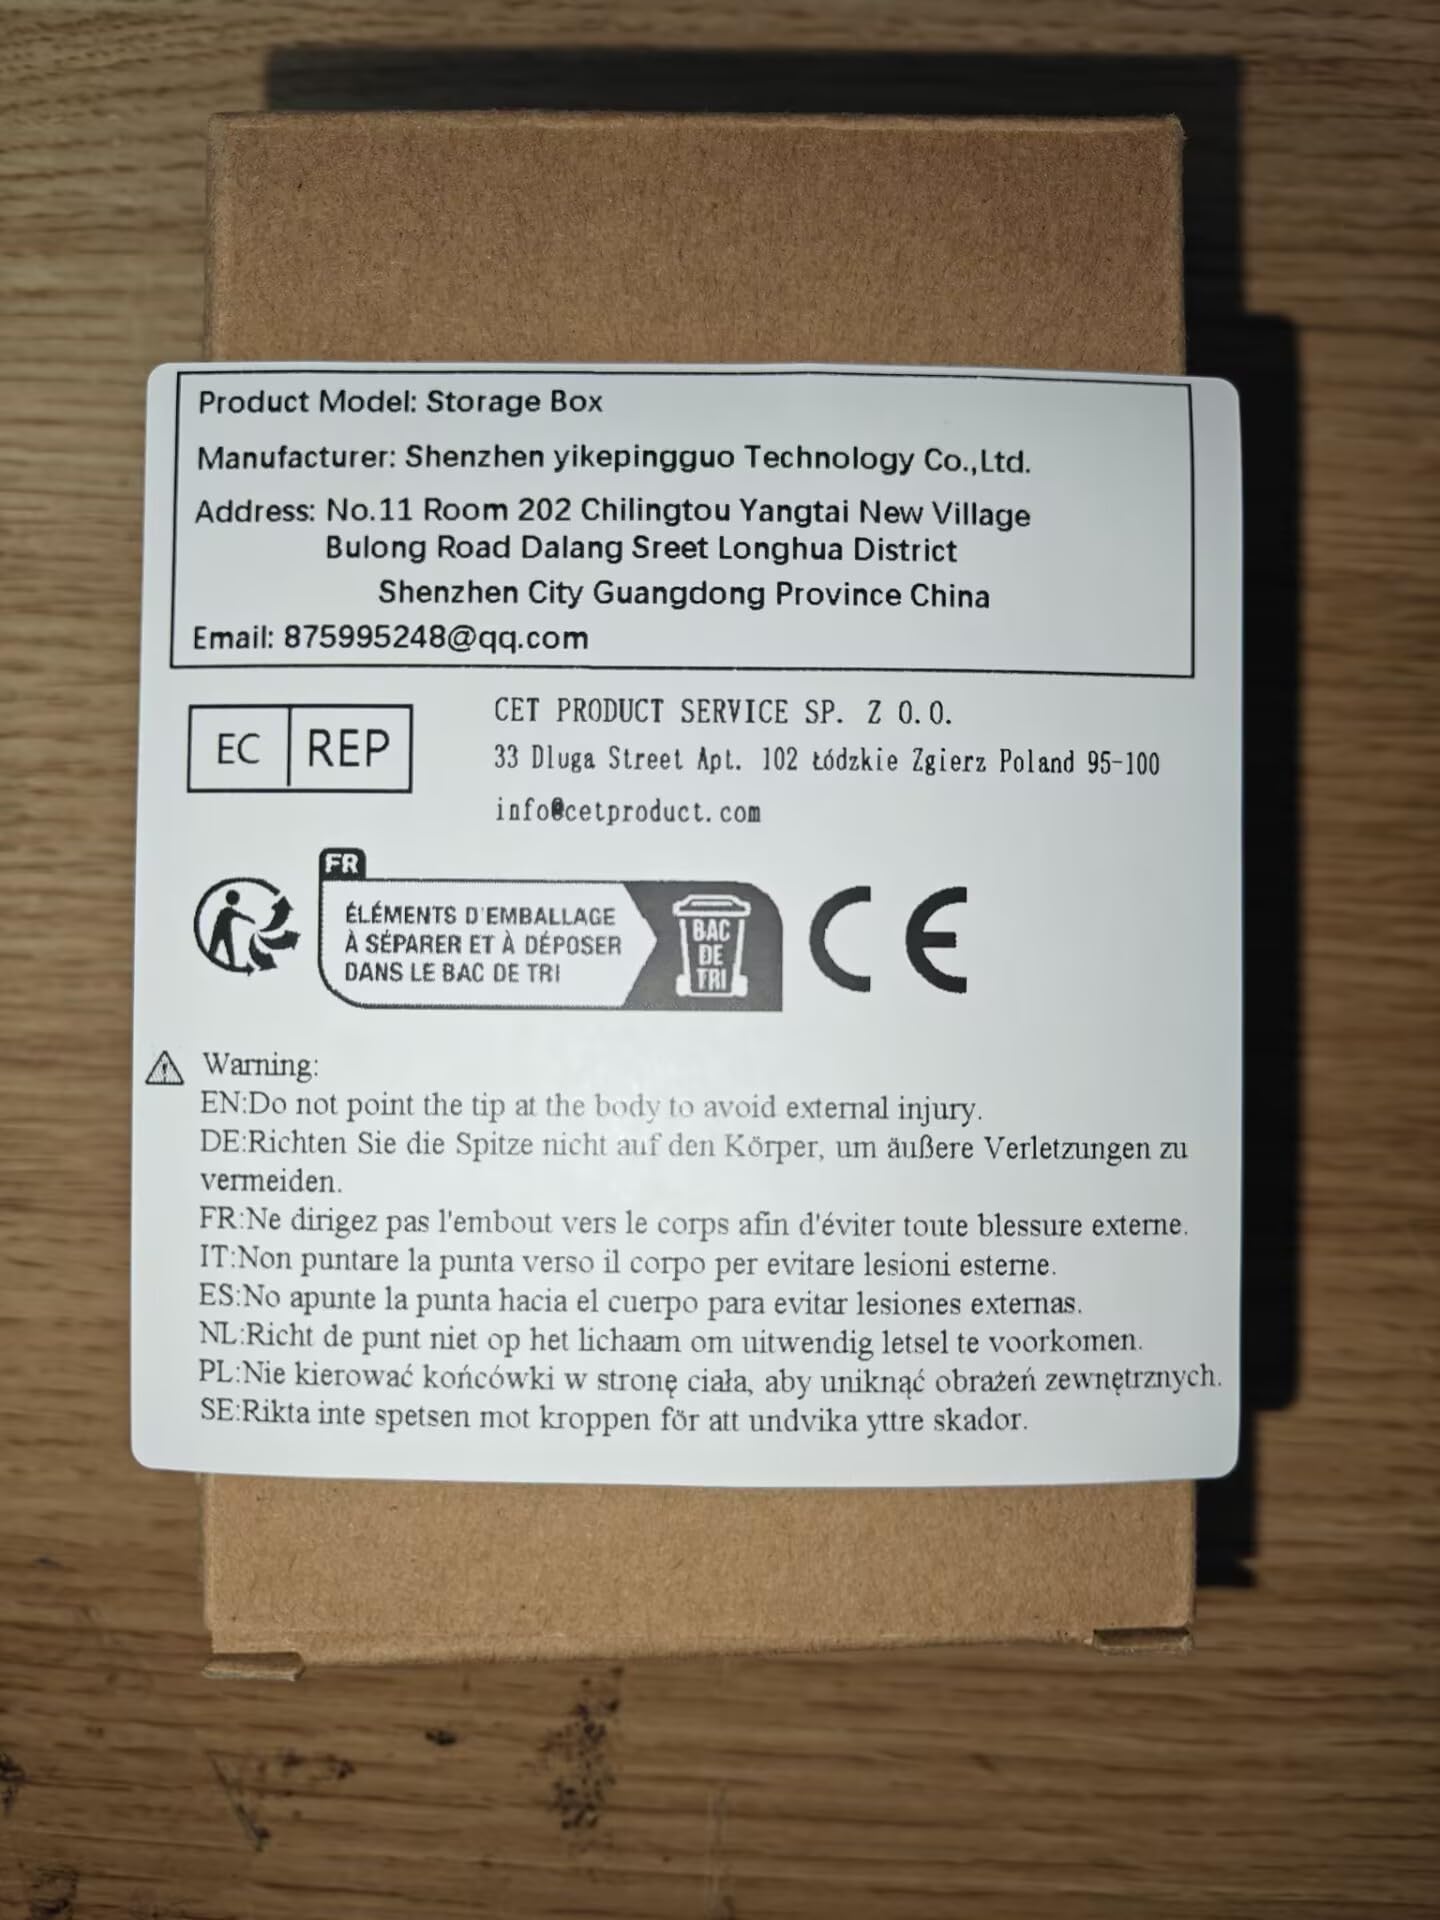 Product Model: Storage Box
Manufacturer: Shenzhen yikepingguo Technology Co.,Ltd.
Address: No.11 Room 202 Chilingtou Yangtai New Village
Bulong Road Dalang Sreet Longhua District
Shenzhen City Guangdong Province China
Email: 875995248@qq.com
EC REP
CET PRODUCT SERVICE SP. Z O.O.
33 Dluga Street Apt. 102 Łódzkie Zgierz Poland 95-100
info@cetproduct.com
FR
ÉLÉMENTS D'EMBALLAGE
À SÉPARER ET À DÉPOSER
DANS LE BAC DE TRI
BAC
DE
TRI
CE
Warning:
EN:Do not point the tip at the body to avoid external injury.
DE:Richten Sie die Spitze nicht auf den Körper, um äußere Verletzungen zu
vermeiden.
FR:Ne dirigez pas l'embout vers le corps afin d'éviter toute blessure externe.
IT:Non puntare la punta verso il corpo per evitare lesioni esterne.
ES:No apunte la punta hacia el cuerpo para evitar lesiones externas.
NL:Richt de punt niet op het lichaam om uitwendig letsel te voorkomen.
PL:Nie kierować końcówki w stronę ciała, aby uniknąć obrażeń zewnętrznych.
SE:Rikta inte spetsen mot kroppen för att undvika yttre skador.